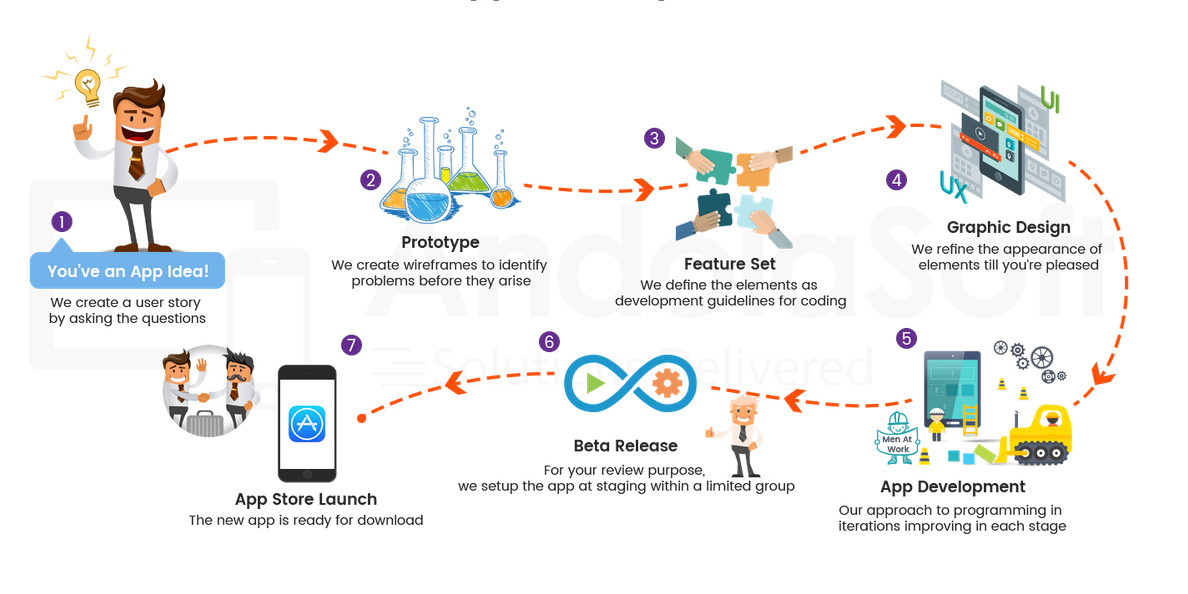 1
You've an App Idea!
We create a user story
by asking the questions
2
Prototype
We create wireframes to identify
problems before they arise
3
Feature Set
We define the elements as
development guidelines for coding
4
UI
UX
Graphic Design
We refine the appearance of
elements till you're pleased
5
Men At
Work
App Development
Our approach to programming in
iterations improving in each stage
6
Beta Release
For your review purpose,
we setup the app at staging within a limited group
7
App Store Launch
The new app is ready for download
AndolaSoft
Solutions Delivered